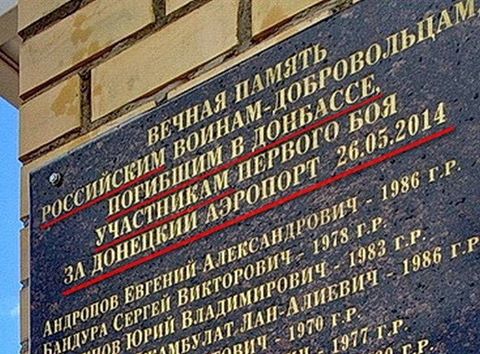 ВЕЧНАЯ ПАМЯТЬ
РОССИЙСКИМ ВОИНАМ-ДОБРОВОЛЬЦАМ,
ПОГИБШИМ В ДОНБАССЕ,
УЧАСТНИКАМ ПЕРВОГО БОЯ
ЗА ДОНЕЦКИЙ АЭРОПОРТ 26.05.2014
АНДРОПОВ ЕВГЕНИЙ АЛЕКСАНДРОВИЧ - 1986 Г.Р.
БАНДУРА СЕРГЕЙ ВИКТОРОВИЧ - 1978 Г.Р.
ЮРИЙ ВЛАДИМИРОВИЧ - 1983 Г.Р.
ЛАН-АЛИЕВИЧ - 1986 Г.Р.
- 1970 Г.Р.
- 1977 Г.Р.